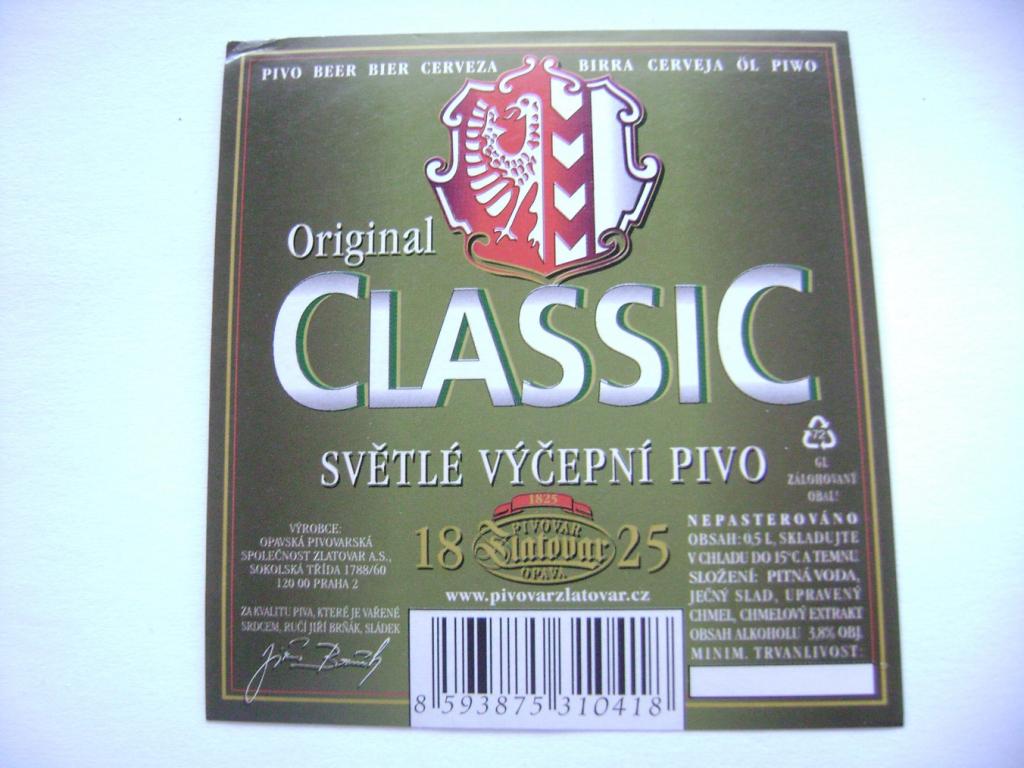 PIVO BEER BIER CERVEZA BIRRA CERVEJA ÖL PIWO
Original
CLASSIC
SVĚTLÉ VÝČEPNÍ PIVO
72
GL
ZÁLOHOVANÝ
OBAL!
1825
18 PIVOVAR 25
Zlatovar
OPAVA
www.pivovarzlatovar.cz
VÝROBCE:
OPAVSKÁ PIVOVARSKÁ
SPOLEČNOST ZLATOVAR A.S.,
SOKOLSKÁ TŘÍDA 1788/60
120 00 PRAHA 2
ZA KVALITU PIVA, KTERÉ JE VAŘENÉ
SRDCEM, RUČÍ JIŘÍ BRŇÁK, SLÁDEK
NEPASTEROVÁNO
OBSAH: 0,5 L, SKLADUJTE
V CHLADU DO 15°C A TEMNU
SLOŽENÍ: PITNÁ VODA,
JEČNÝ SLAD, UPRAVENÝ
CHMEL, CHMELOVÝ EXTRAKT
OBSAH ALKOHOLU 3,8% OBJ.
MINIM. TRVANLIVOST:
8 593875 310418